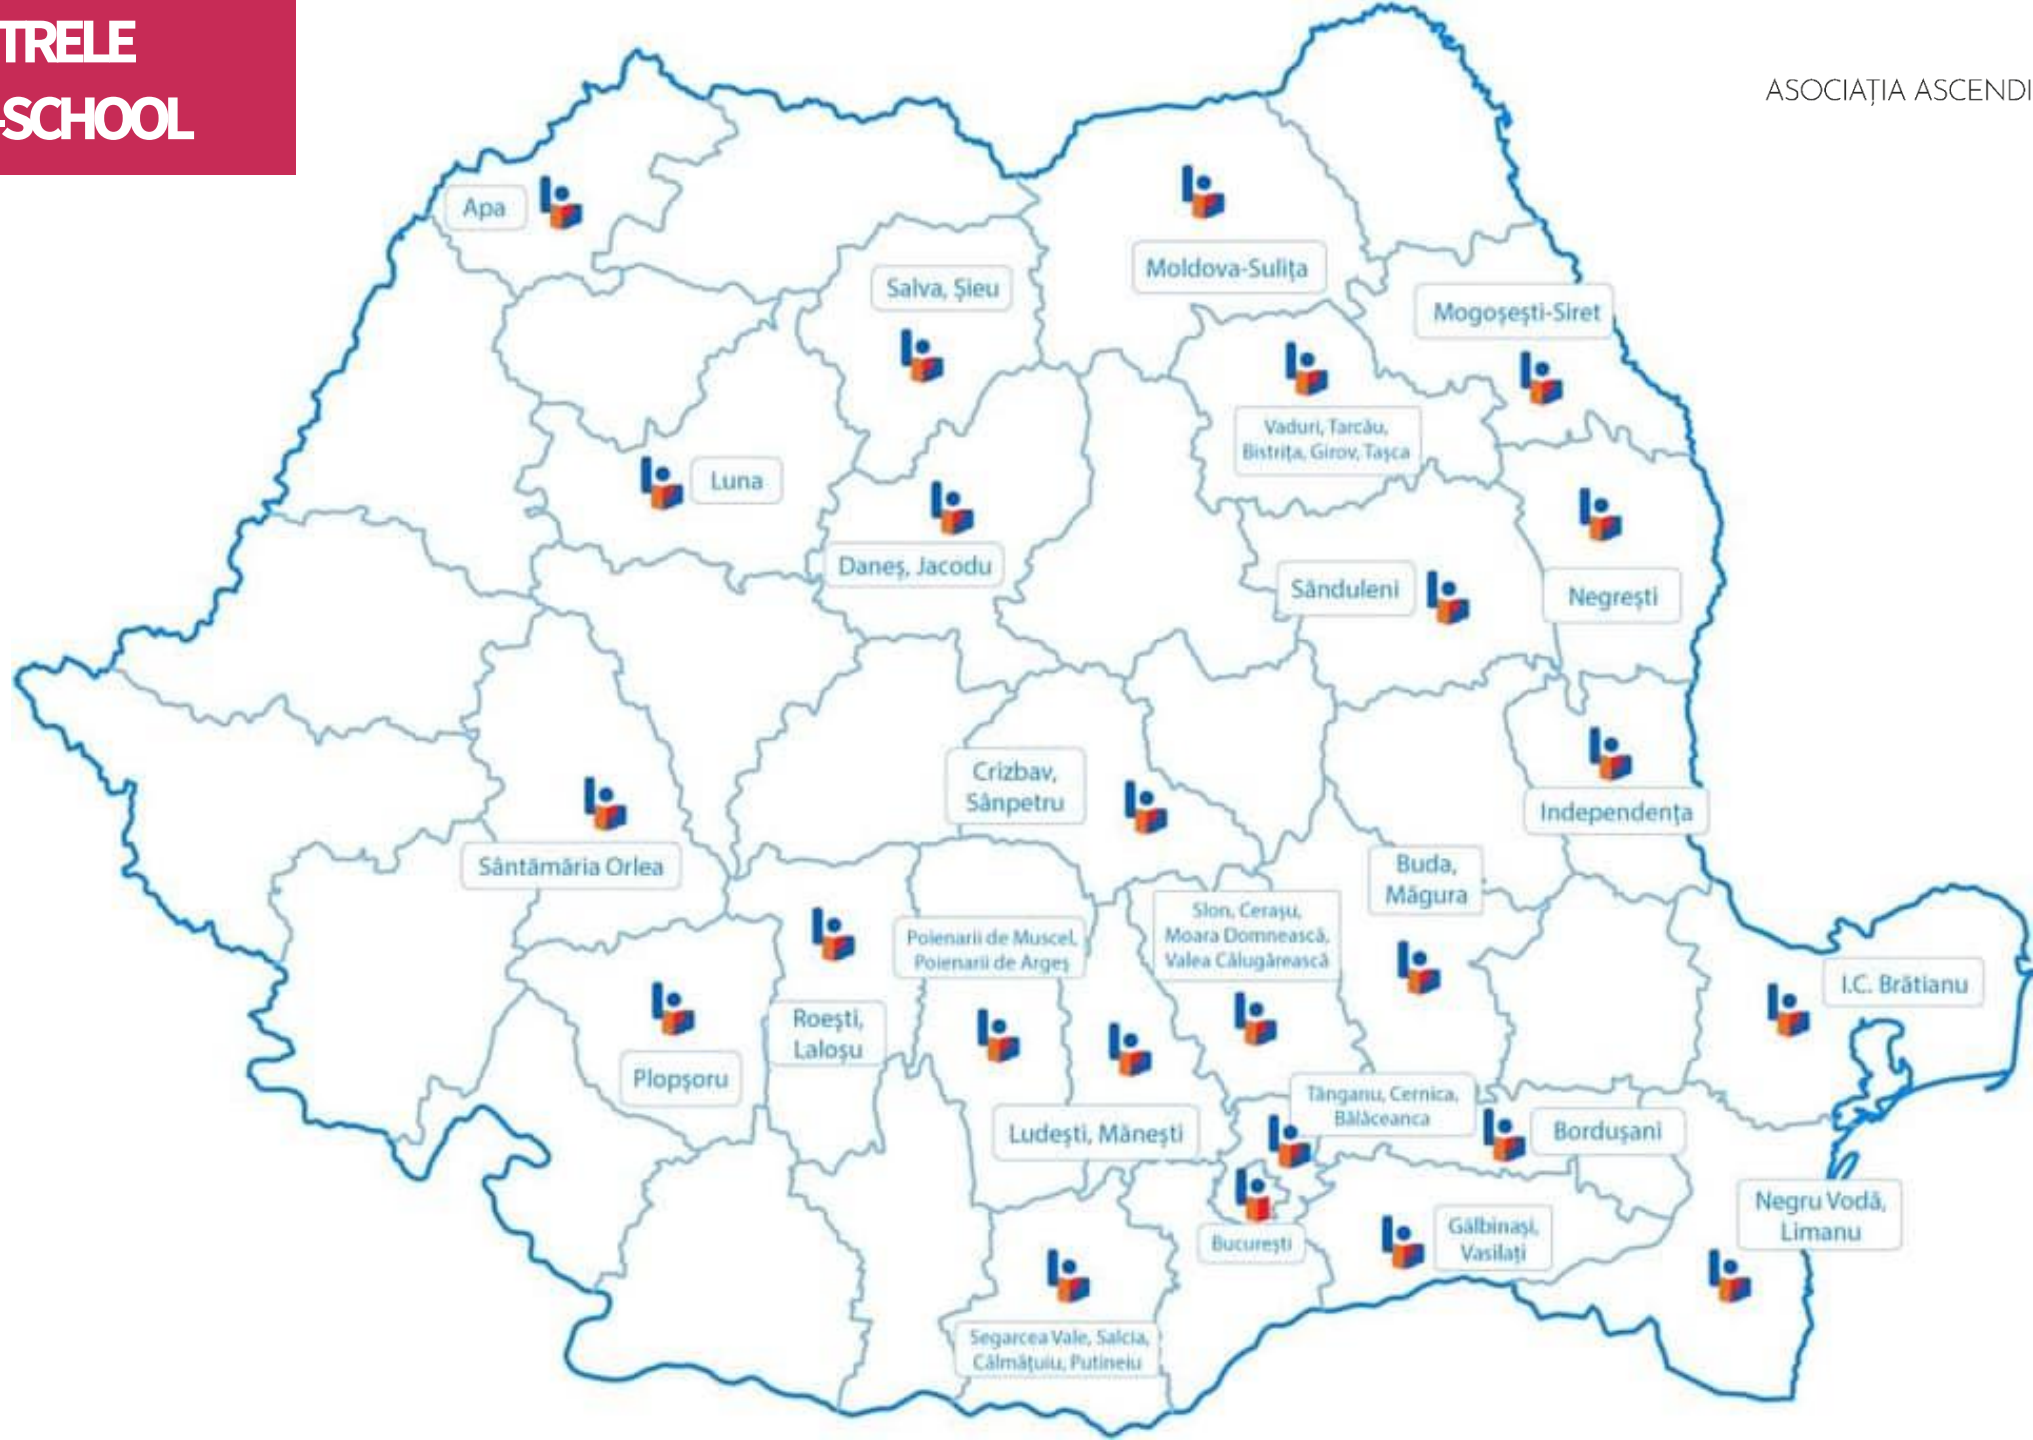 TRELE
-SCHOOL
ASOCIAȚIA ASCENDI
Apa
Moldova-Sulița
Salva, Șieu
Mogoșești-Siret
Vaduri, Tarcău,
Bistrița, Girov, Tașca
Luna
Daneș, Jacodu
Sănduleni
Negrești
Crizbav,
Sânpetru
Independența
Sântămăria Orlea
Buda,
Măgura
Slon, Cerașu,
Moara Domnească,
Valea Călugărească
Poienarii de Muscel,
Poienarii de Argeș
I.C. Brătianu
Roești,
Laloșu
Plopșoru
Tânganu, Cernica,
Bălăceanca
Ludești, Mănești
Bordușani
Negru Vodă,
Limanu
București
Gălbinași,
Vasilați
Segarcea Vale, Salcia,
Călmățuiu, Putineiu